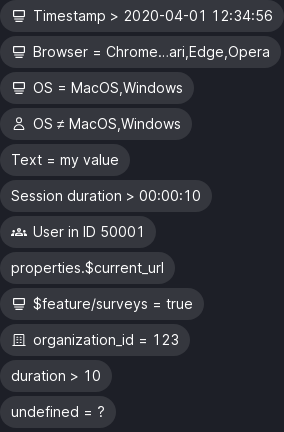 Timestamp > 2020-04-01 12:34:56
Browser = Chrome...ari,Edge,Opera
OS = MacOS,Windows
OS ≠ MacOS,Windows
Text = my value
Session duration > 00:00:10
User in ID 50001
properties.$current_url
$feature/surveys = true
organization_id = 123
duration > 10
undefined = ?